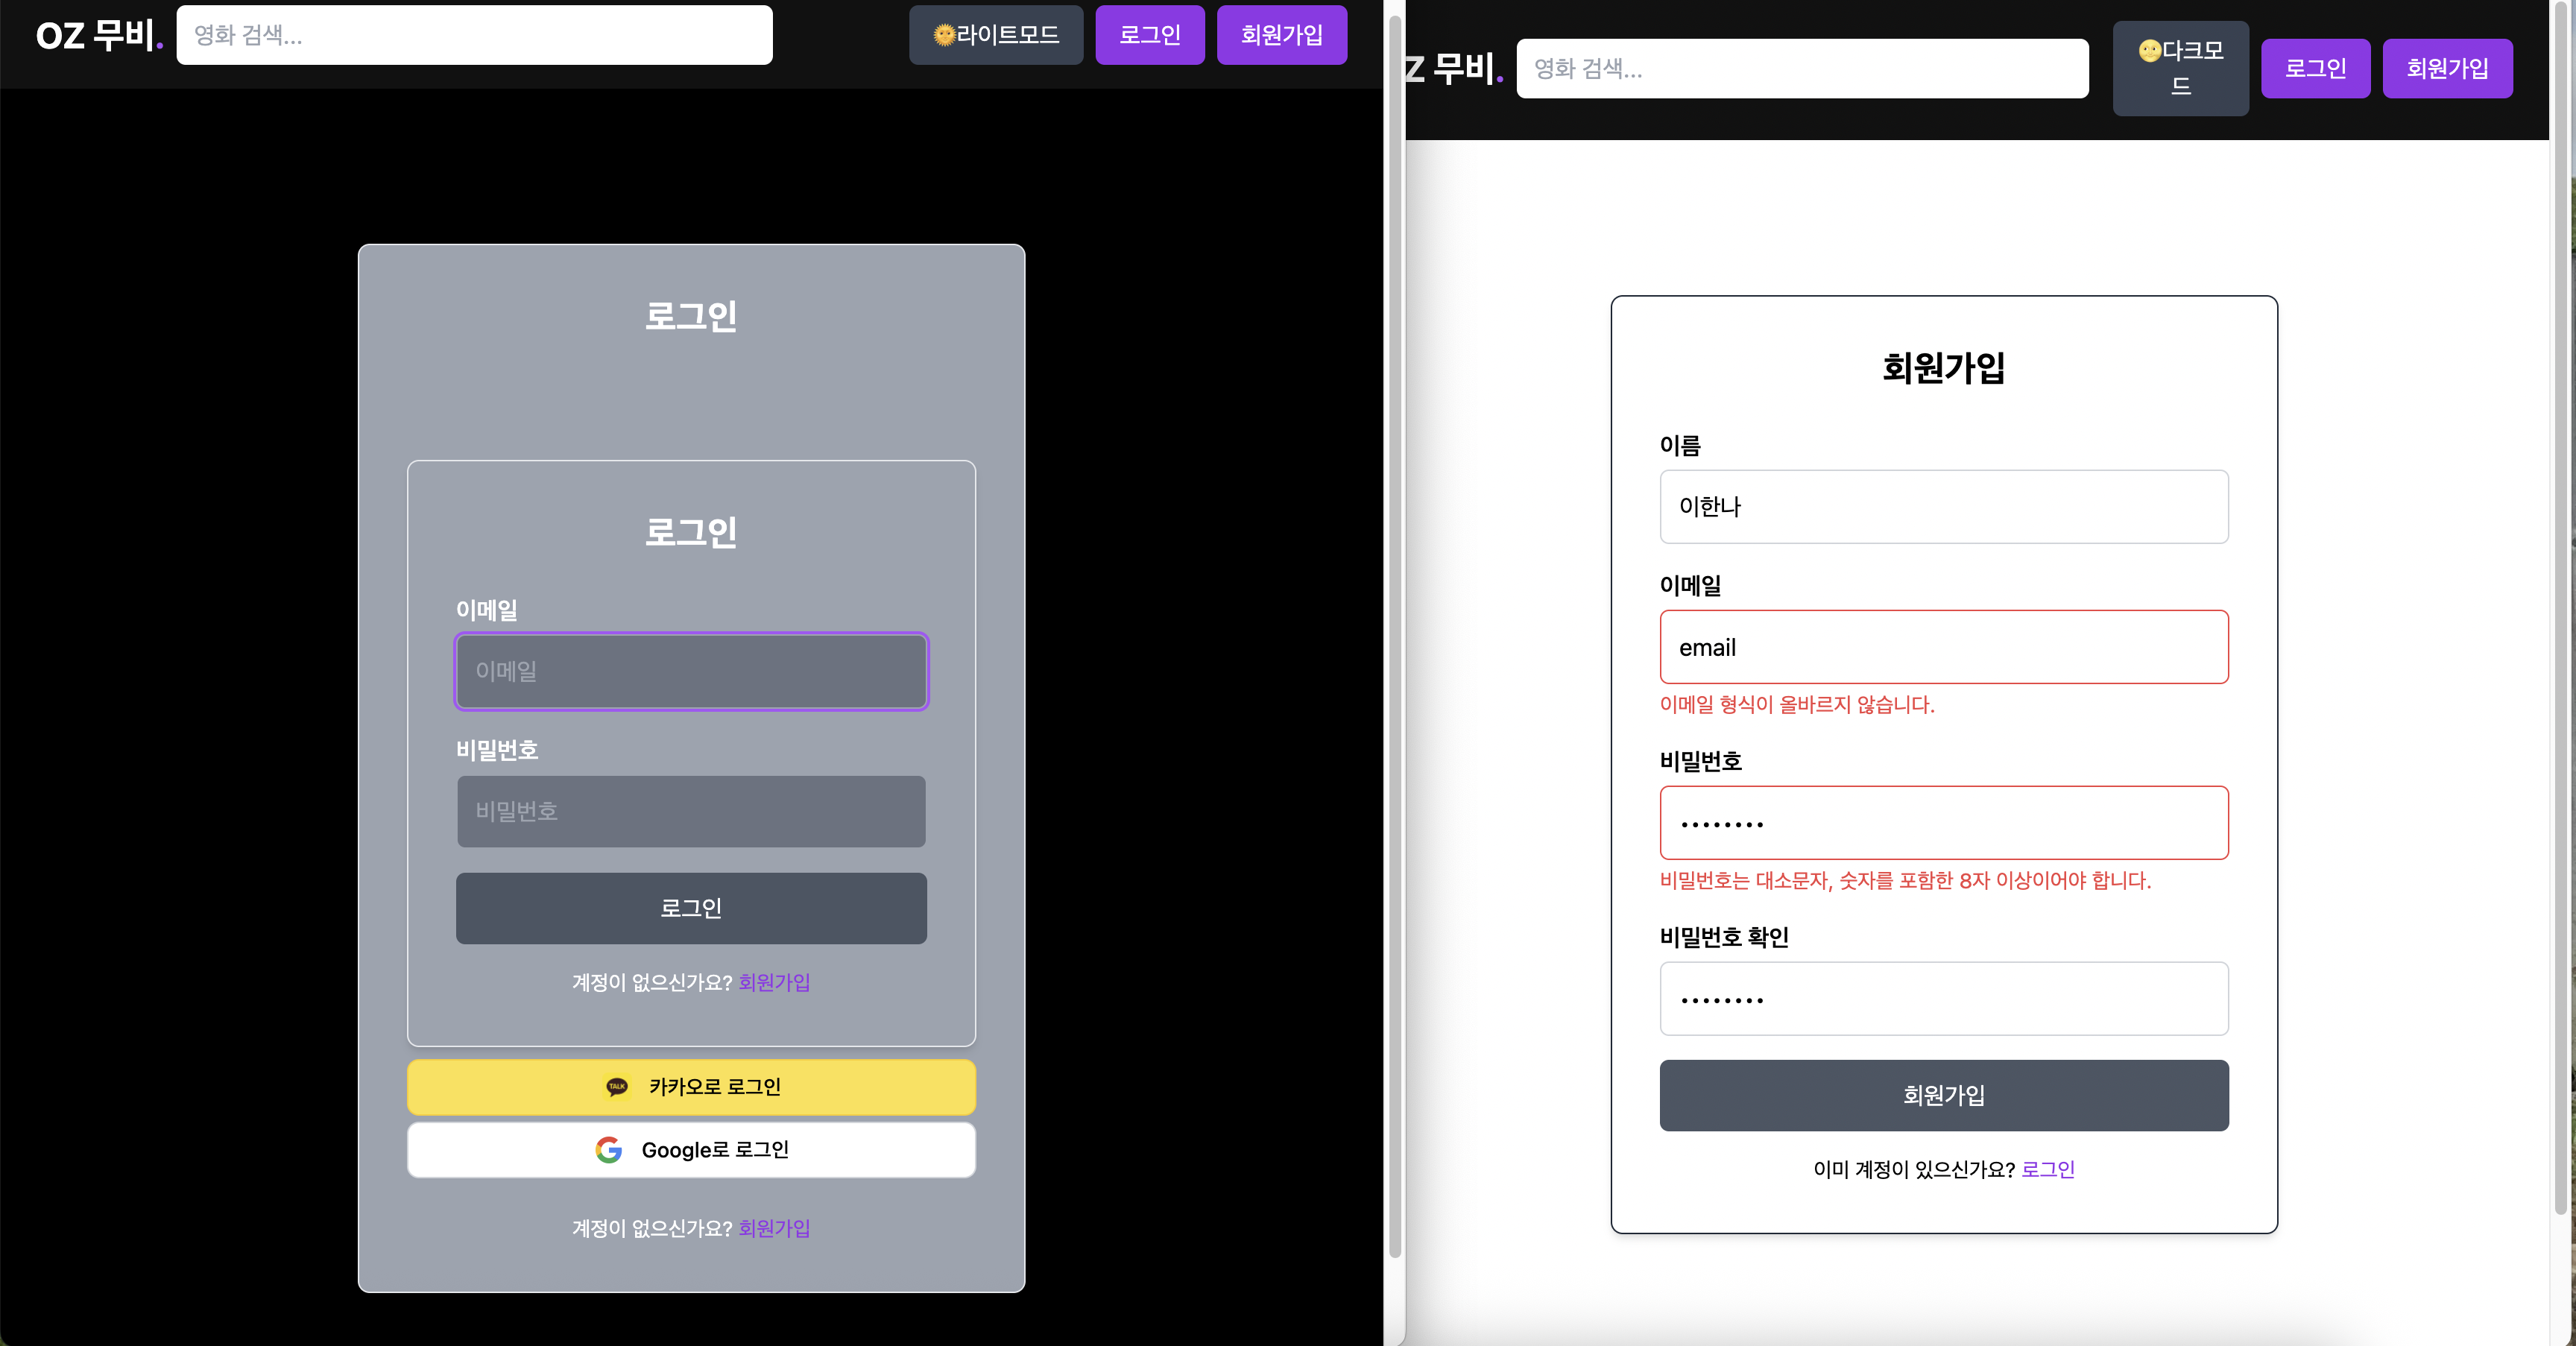 OZ 무비.
영화 검색...
🌞라이트모드
로그인
회원가입
로그인
로그인
이메일
이메일
비밀번호
비밀번호
로그인
계정이 없으신가요? 회원가입
TALK 카카오로 로그인
Google로 로그인
계정이 없으신가요? 회원가입
Z 무비.
영화 검색...
🌝다크모
드
로그인
회원가입
회원가입
이름
이한나
이메일
email
이메일 형식이 올바르지 않습니다.
비밀번호
••••••••
비밀번호는 대소문자, 숫자를 포함한 8자 이상이어야 합니다.
비밀번호 확인
••••••••
회원가입
이미 계정이 있으신가요? 로그인